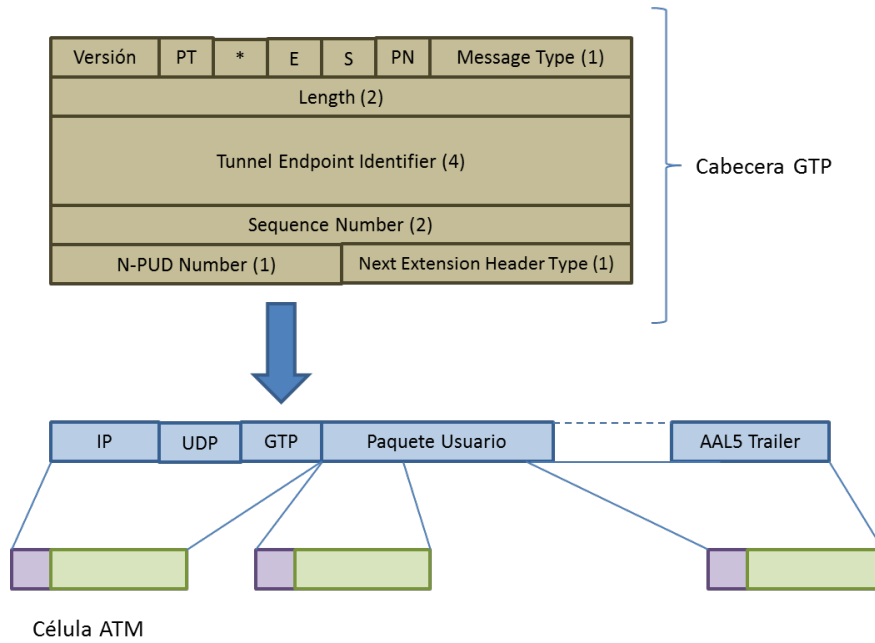 Versión PT * E S PN Message Type (1)
Length (2)
Tunnel Endpoint Identifier (4)
Cabecera GTP
Sequence Number (2)
N-PUD Number (1) Next Extension Header Type (1)
IP UDP GTP Paquete Usuario AAL5 Trailer
Célula ATM